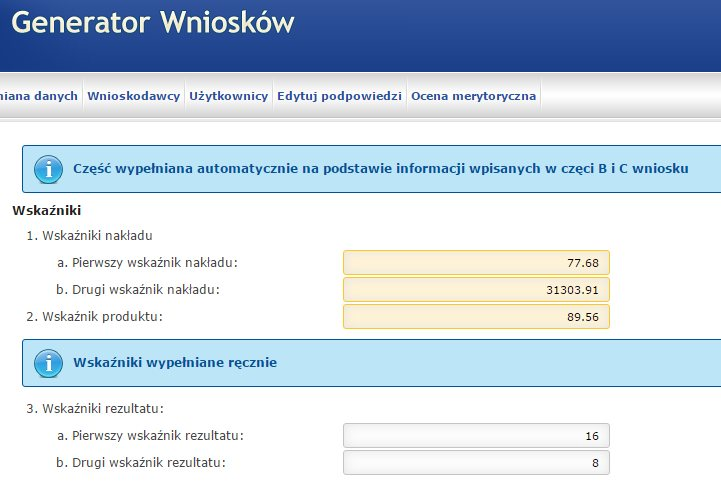 Generator Wniosków
niana danych Wnioskodawcy Użytkownicy Edytuj podpowiedzi Ocena merytoryczna
Część wypełniana automatycznie na podstawie informacji wpisanych w częci B i C wniosku
Wskaźniki
1. Wskaźniki nakładu
a. Pierwszy wskaźnik nakładu: 77.68
b. Drugi wskaźnik nakładu: 31303.91
2. Wskaźnik produktu: 89.56
Wskaźniki wypełniane ręcznie
3. Wskaźniki rezultatu:
a. Pierwszy wskaźnik rezultatu: 16
b. Drugi wskaźnik rezultatu: 8